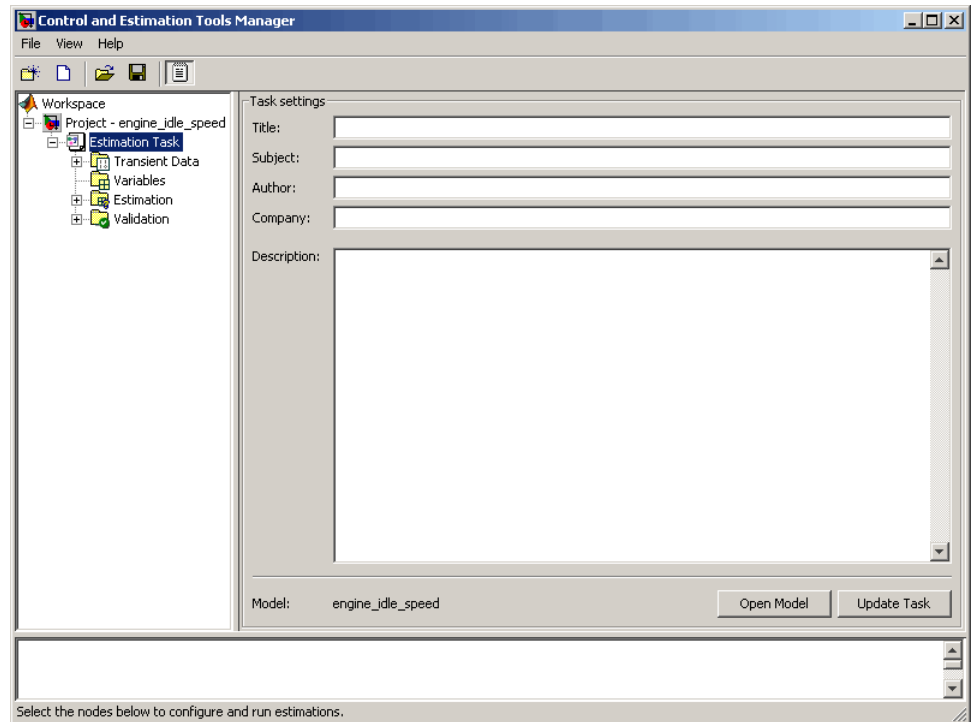 Control and Estimation Tools Manager
File View Help
Workspace
Project - engine_idle_speed
Estimation Task
Transient Data
Variables
Estimation
Validation
Task settings
Title:
Subject:
Author:
Company:
Description:
Model: engine_idle_speed
Open Model Update Task
Select the nodes below to configure and run estimations.